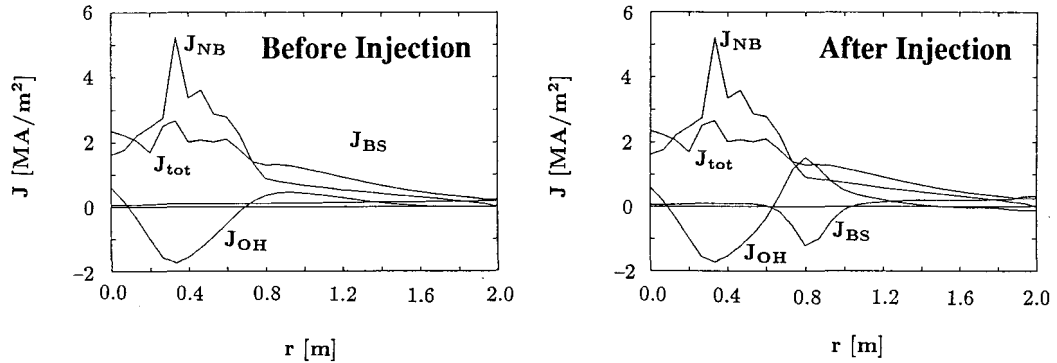 6
4
2
0
−2
J [MA/m²]
J_NB
Before Injection
J_BS
J_tot
J_OH
0.0 0.4 0.8 1.2 1.6 2.0
r [m]
6
4
2
0
−2
J [MA/m²]
J_NB
After Injection
J_tot
J_OH
J_BS
0.0 0.4 0.8 1.2 1.6 2.0
r [m]